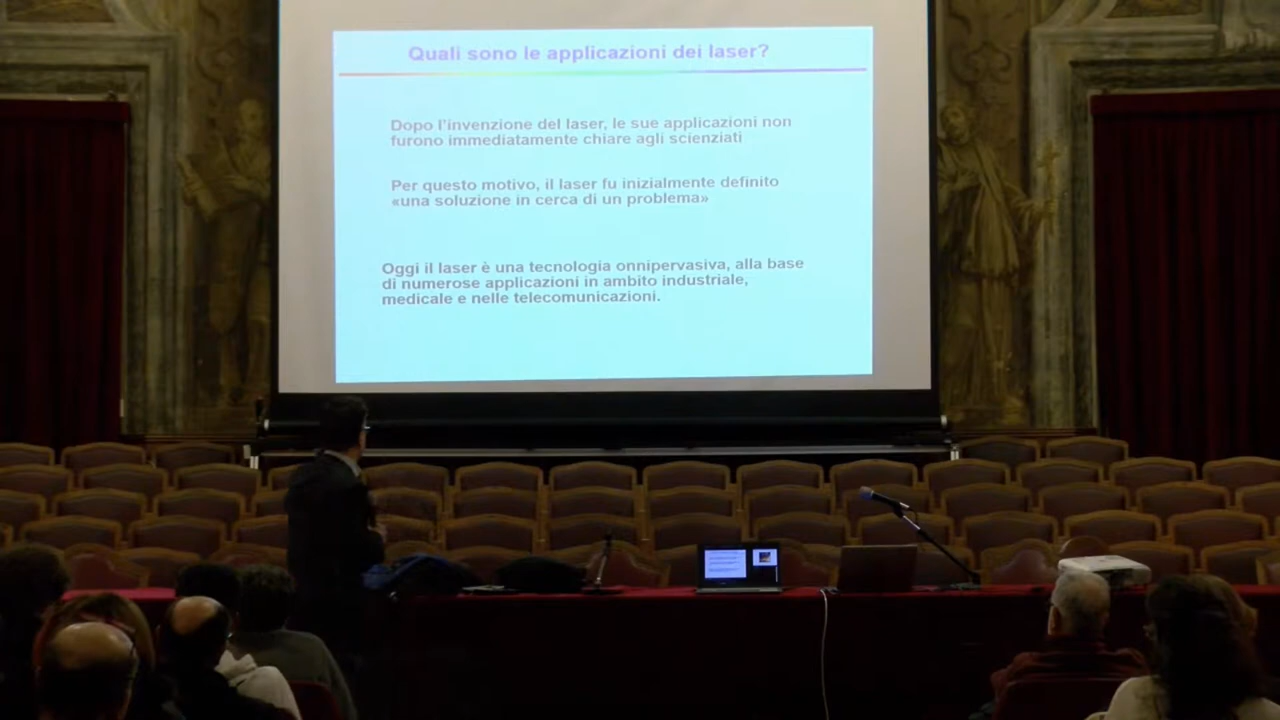 Quali sono le applicazioni dei laser?
Dopo l'invenzione del laser, le sue applicazioni non
furono immediatamente chiare agli scienziati
Per questo motivo, il laser fu inizialmente definito
«una soluzione in cerca di un problema»
Oggi il laser è una tecnologia onnipervasiva, alla base
di numerose applicazioni in ambito industriale,
medicale e nelle telecomunicazioni.